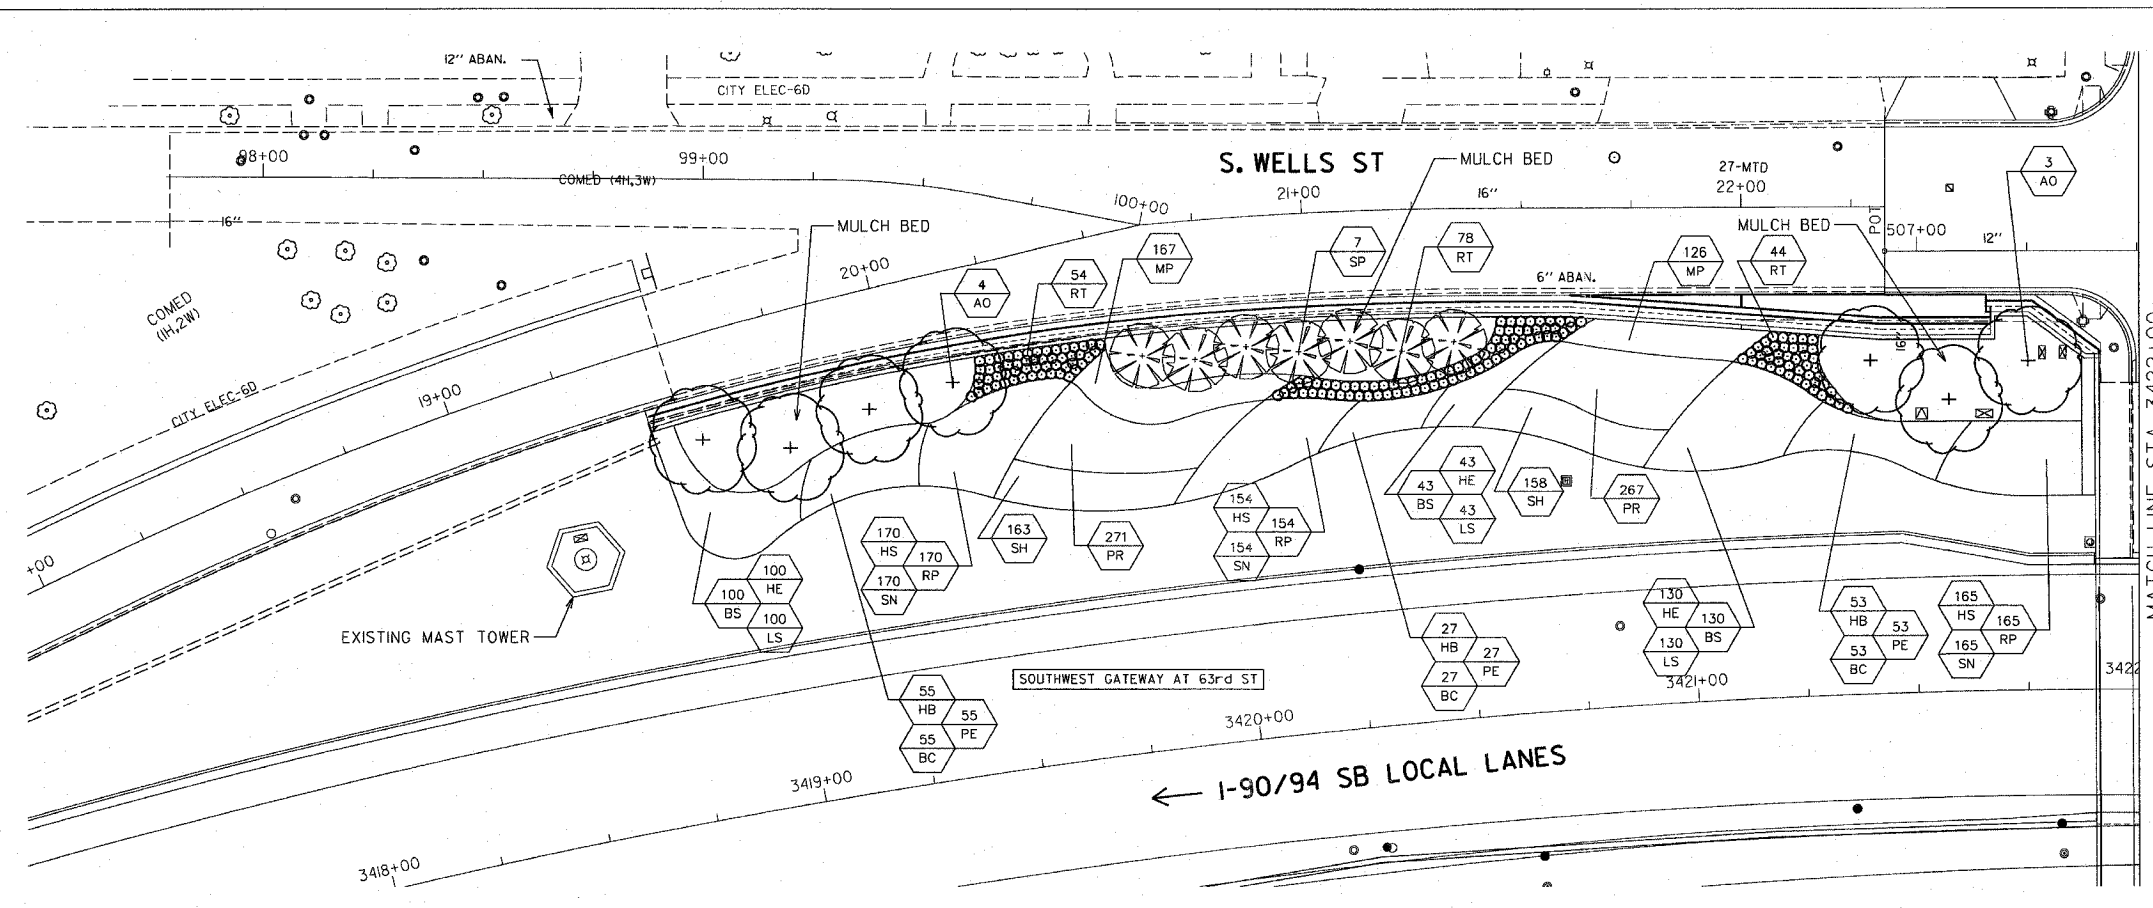 12" ABAN.
CITY ELEC-6D
98+00
99+00
COMED (4H,3W)
16"
S. WELLS ST
MULCH BED
21+00
16"
27-MTD
22+00
3
AO
100+00
MULCH BED
167
MP
7
SP
78
RT
126
MP
MULCH BED
44
RT
POT
507+00
12"
20+00
4
AO
54
RT
6" ABAN.
COMED
(1H,2W)
16"
CITY ELEC-6D
19+00
MATCH LINE STA. 3422+00
+00
EXISTING MAST TOWER
100
HE
100
BS
100
LS
170
HS
170
RP
170
SN
163
SH
271
PR
154
HS
154
RP
154
SN
43
HE
43
BS
43
LS
158
SH
267
PR
55
HB
55
PE
55
BC
27
HB
27
PE
27
BC
130
HE
130
BS
130
LS
53
HB
53
PE
53
BC
165
HS
165
RP
165
SN
SOUTHWEST GATEWAY AT 63rd ST
3422
3421+00
3420+00
3419+00
3418+00
I-90/94 SB LOCAL LANES